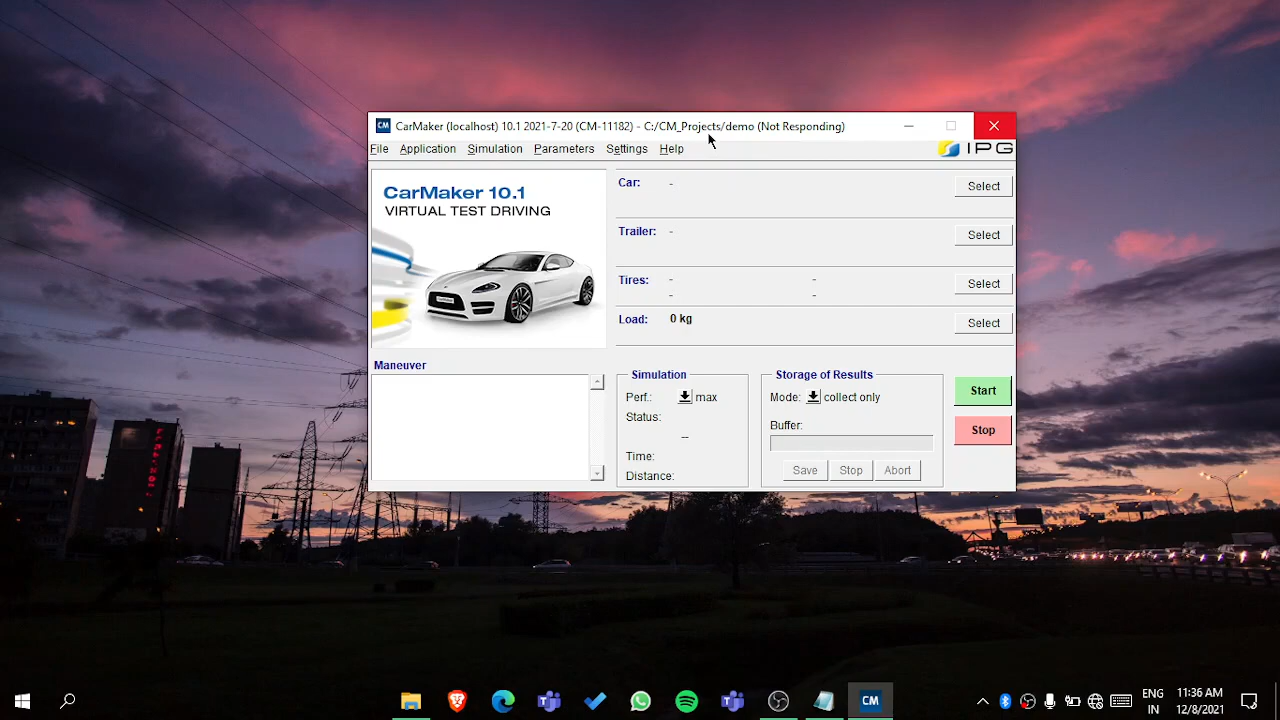 CM CarMaker (localhost) 10.1 2021-7-20 (CM-11182) - C:/CM_Projects/demo (Not Responding)
File Application Simulation Parameters Settings Help
IPG
CarMaker 10.1
VIRTUAL TEST DRIVING
Car: -
Select
Trailer: -
Select
Tires: - -
- -
Select
Load: 0 kg
Select
Maneuver
Simulation
Perf.: max
Status:
--
Time:
Distance:
Storage of Results
Mode: collect only
Buffer:
Save Stop Abort
Start
Stop
CM
ENG
IN
11:36 AM
12/8/2021